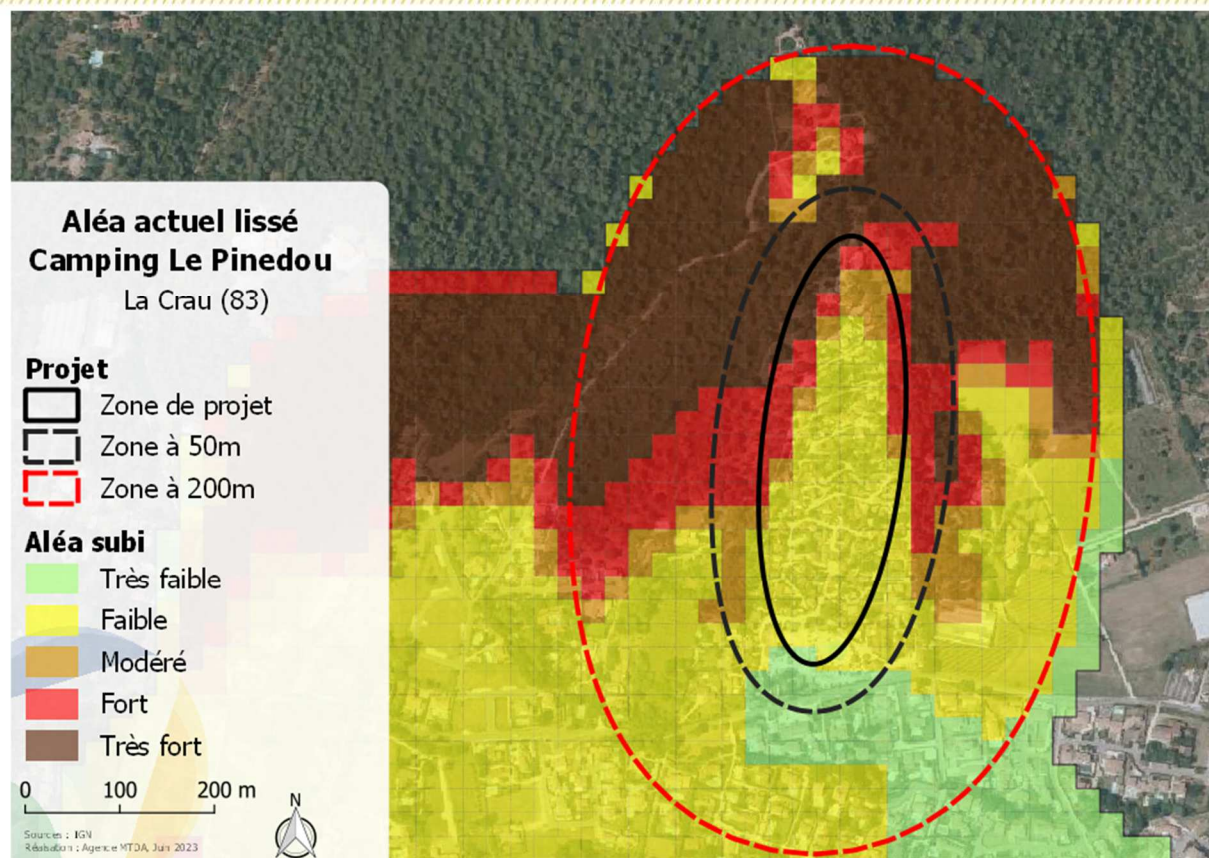 Aléa actuel lissé
Camping Le Pinedou
La Crau (83)
Projet
Zone de projet
Zone à 50m
Zone à 200m
Aléa subi
Très faible
Faible
Modéré
Fort
Très fort
0 100 200 m
N
Sources : IGN
Réalisation : Agence MTDA, Juin 2023